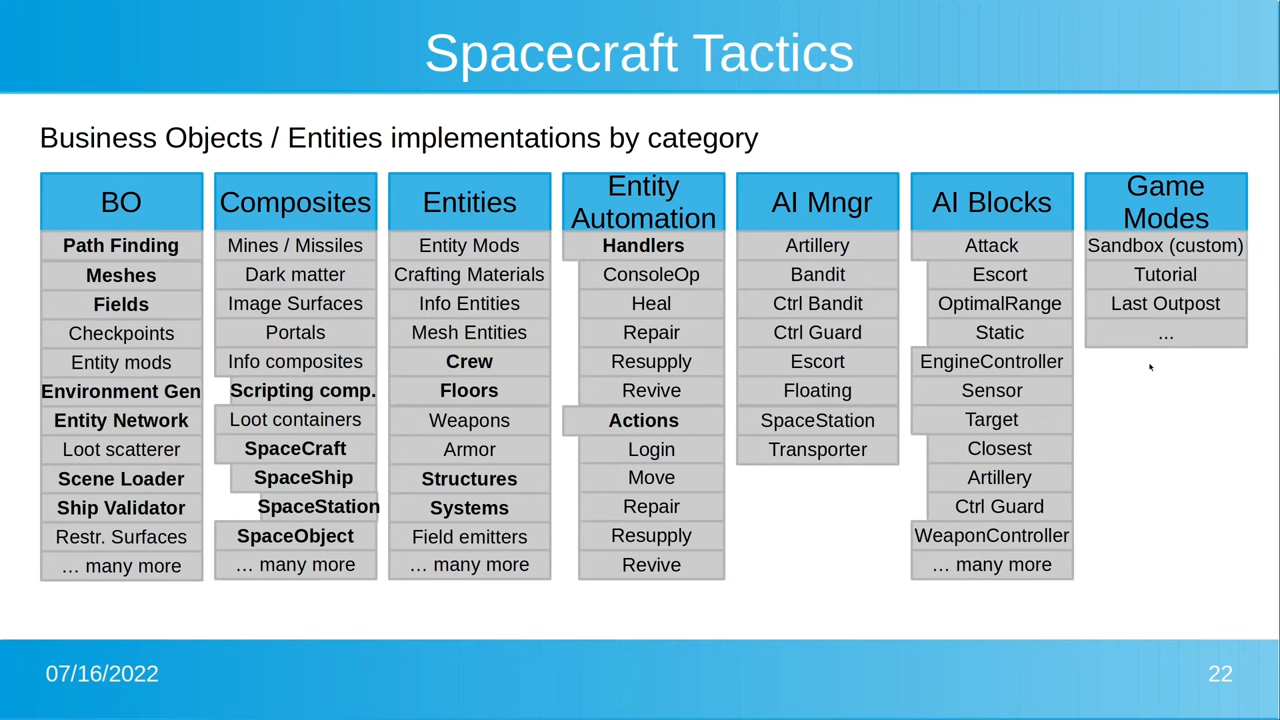 Spacecraft Tactics
Business Objects / Entities implementations by category
BO
Path Finding
Meshes
Fields
Checkpoints
Entity mods
Environment Gen
Entity Network
Loot scatterer
Scene Loader
Ship Validator
Restr. Surfaces
… many more
Composites
Mines / Missiles
Dark matter
Image Surfaces
Portals
Info composites
Scripting comp.
Loot containers
SpaceCraft
SpaceShip
SpaceStation
SpaceObject
… many more
Entities
Entity Mods
Crafting Materials
Info Entities
Mesh Entities
Crew
Floors
Weapons
Armor
Structures
Systems
Field emitters
… many more
Entity
Automation
Handlers
ConsoleOp
Heal
Repair
Resupply
Revive
Actions
Login
Move
Repair
Resupply
Revive
AI Mngr
Artillery
Bandit
Ctrl Bandit
Ctrl Guard
Escort
Floating
SpaceStation
Transporter
AI Blocks
Attack
Escort
OptimalRange
Static
EngineController
Sensor
Target
Closest
Artillery
Ctrl Guard
WeaponController
… many more
Game
Modes
Sandbox (custom)
Tutorial
Last Outpost
...
07/16/2022
22